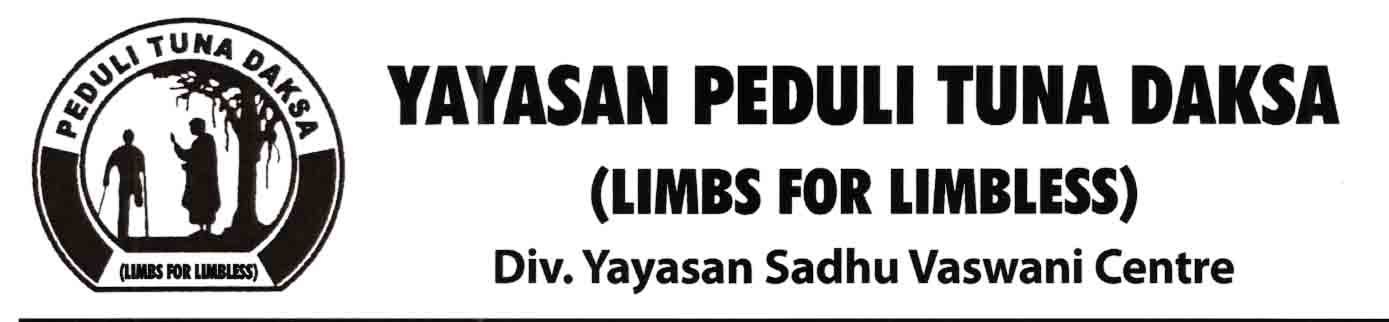 PEDULI TUNA DAKSA
(LIMBS FOR LIMBLESS)
YAYASAN PEDULI TUNA DAKSA
(LIMBS FOR LIMBLESS)
Div. Yayasan Sadhu Vaswani Centre